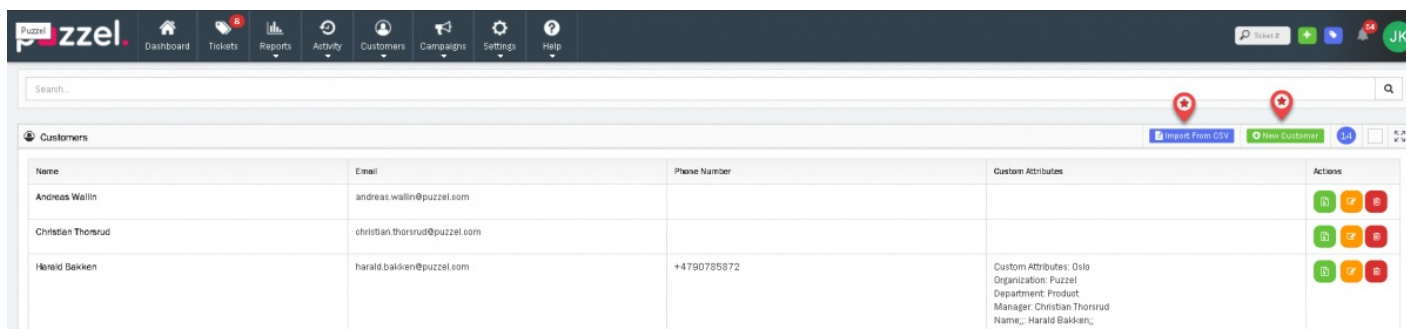 Puzzel
puzzel.
Dashboard
8
Tickets
Reports
Activity
Customers
Campaigns
Settings
Help
Ticket #
54
JK
Search...
Customers
Import From CSV
New Customer
14
Name Email Phone Number Custom Attributes Actions
Andreas Wallin andreas.wallin@puzzel.com
Christian Thorsrud christian.thorsrud@puzzel.com
Harald Bakken harald.bakken@puzzel.com +4790785872 Custom Attributes: Oslo
Organization: Puzzel
Department: Product
Manager: Christian Thorsrud
Name;;: Harald Bakken;;